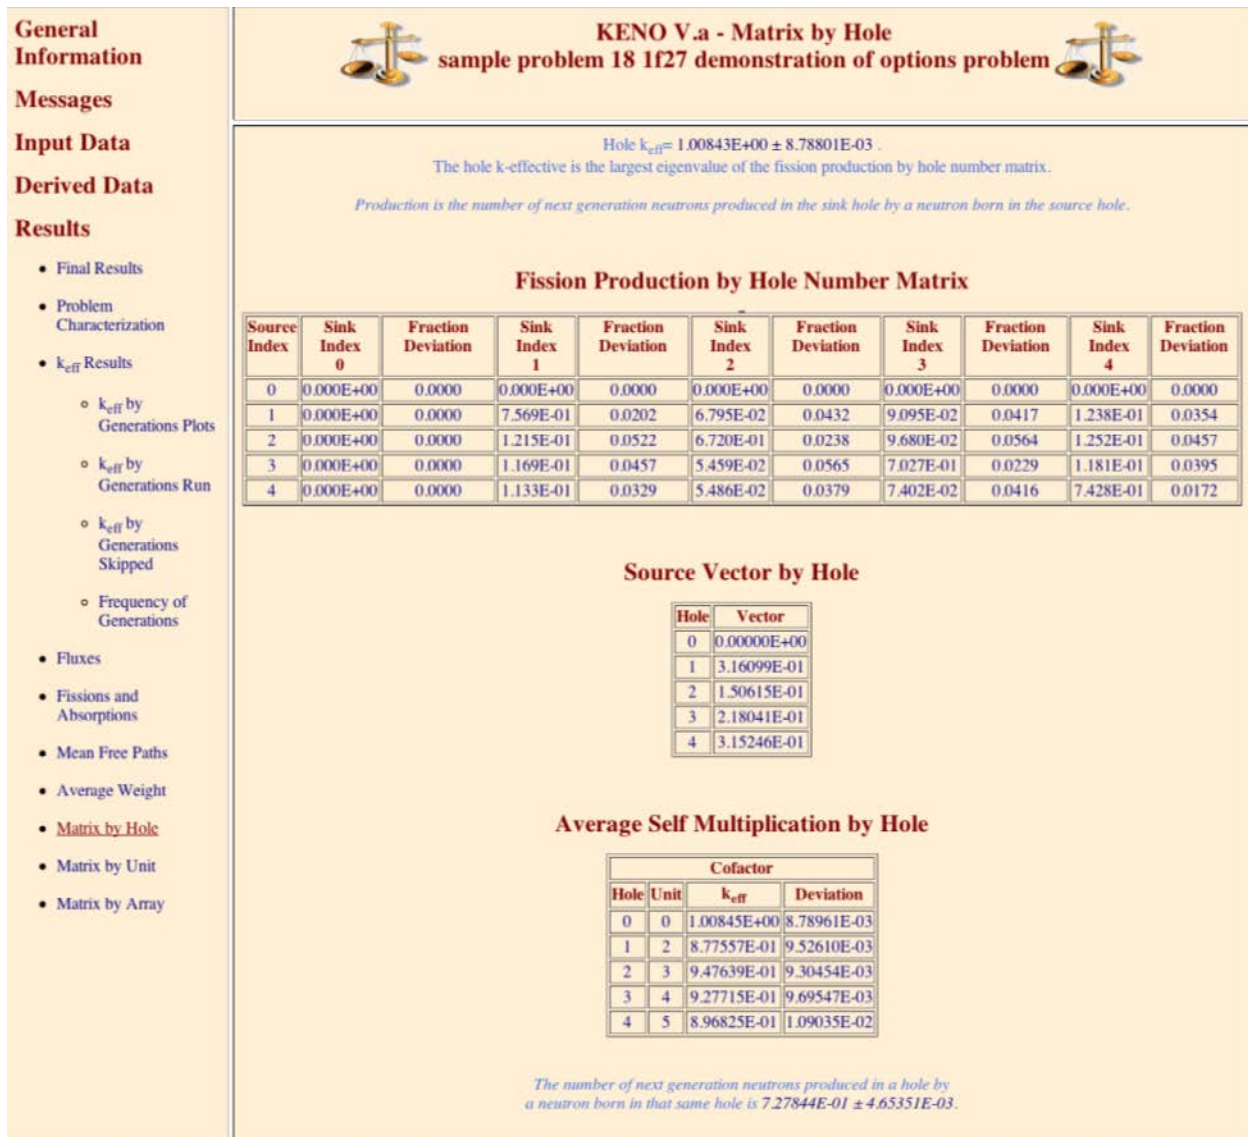 General
Information
Messages
Input Data
Derived Data
Results
• Final Results
• Problem
Characterization
• keff Results
○ keff by
Generations Plots
○ keff by
Generations Run
○ keff by
Generations
Skipped
○ Frequency of
Generations
• Fluxes
• Fissions and
Absorptions
• Mean Free Paths
• Average Weight
• Matrix by Hole
• Matrix by Unit
• Matrix by Array
KENO V.a - Matrix by Hole
sample problem 18 1f27 demonstration of options problem
Hole keff= 1.00843E+00 ± 8.78801E-03 .
The hole k-effective is the largest eigenvalue of the fission production by hole number matrix.
Production is the number of next generation neutrons produced in the sink hole by a neutron born in the source hole.
Fission Production by Hole Number Matrix
Source Index Sink Index 0 Fraction Deviation Sink Index 1 Fraction Deviation Sink Index 2 Fraction Deviation Sink Index 3 Fraction Deviation Sink Index 4 Fraction Deviation
0 0.000E+00 0.0000 0.000E+00 0.0000 0.000E+00 0.0000 0.000E+00 0.0000 0.000E+00 0.0000
1 0.000E+00 0.0000 7.569E-01 0.0202 6.795E-02 0.0432 9.095E-02 0.0417 1.238E-01 0.0354
2 0.000E+00 0.0000 1.215E-01 0.0522 6.720E-01 0.0238 9.680E-02 0.0564 1.252E-01 0.0457
3 0.000E+00 0.0000 1.169E-01 0.0457 5.459E-02 0.0565 7.027E-01 0.0229 1.181E-01 0.0395
4 0.000E+00 0.0000 1.133E-01 0.0329 5.486E-02 0.0379 7.402E-02 0.0416 7.428E-01 0.0172
Source Vector by Hole
Hole Vector
0 0.00000E+00
1 3.16099E-01
2 1.50615E-01
3 2.18041E-01
4 3.15246E-01
Average Self Multiplication by Hole
Cofactor
Hole Unit keff Deviation
0 0 1.00845E+00 8.78961E-03
1 2 8.77557E-01 9.52610E-03
2 3 9.47639E-01 9.30454E-03
3 4 9.27715E-01 9.69547E-03
4 5 8.96825E-01 1.09035E-02
The number of next generation neutrons produced in a hole by
a neutron born in that same hole is 7.27844E-01 ± 4.65351E-03.